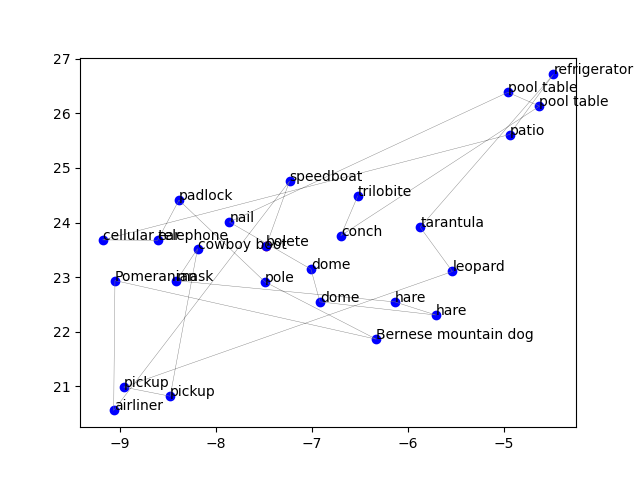 27
refrigerator
pool table
pool table
26
patio
25
speedboat
trilobite
padlock
24
nail
tarantula
conch
cellular telephone
bolete
cowboy boot
dome
leopard
23
Pomeranian
mask
pole
dome
hare
hare
22
Bernese mountain dog
21
pickup
pickup
airliner
−9
−8
−7
−6
−5